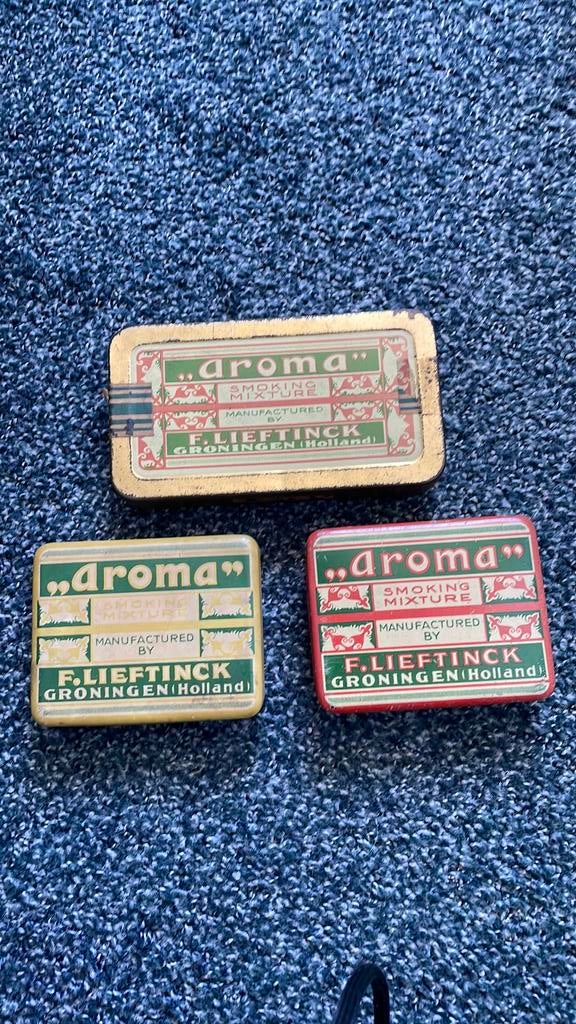 „aroma”
SMOKING
MIXTURE
MANUFACTURED
BY
F. LIEFTINCK
GRONINGEN (Holland)
„aroma”
SMOKING
MIXTURE
MANUFACTURED
BY
F. LIEFTINCK
GRONINGEN (Holland)
„aroma”
SMOKING
MIXTURE
MANUFACTURED
BY
F. LIEFTINCK
GRONINGEN (Holland)